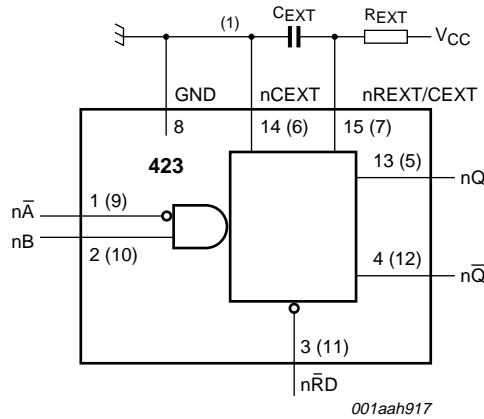 (1)
CEXT
REXT
VCC
GND
nCEXT
nREXT/CEXT
8
14 (6)
15 (7)
423
13 (5)
nQ
nA̅
1 (9)
nB
2 (10)
4 (12)
nQ̅
3 (11)
nR̅D
001aah917